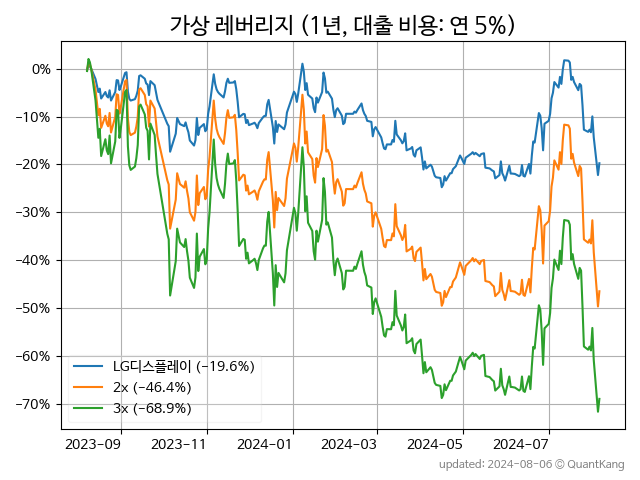 가상 레버리지 (1년, 대출 비용: 연 5%)
0%
−10%
−20%
−30%
−40%
−50%
−60%
−70%
LG디스플레이 (−19.6%)
2x (−46.4%)
3x (−68.9%)
2023-09 2023-11 2024-01 2024-03 2024-05 2024-07
updated: 2024-08-06 © QuantKang